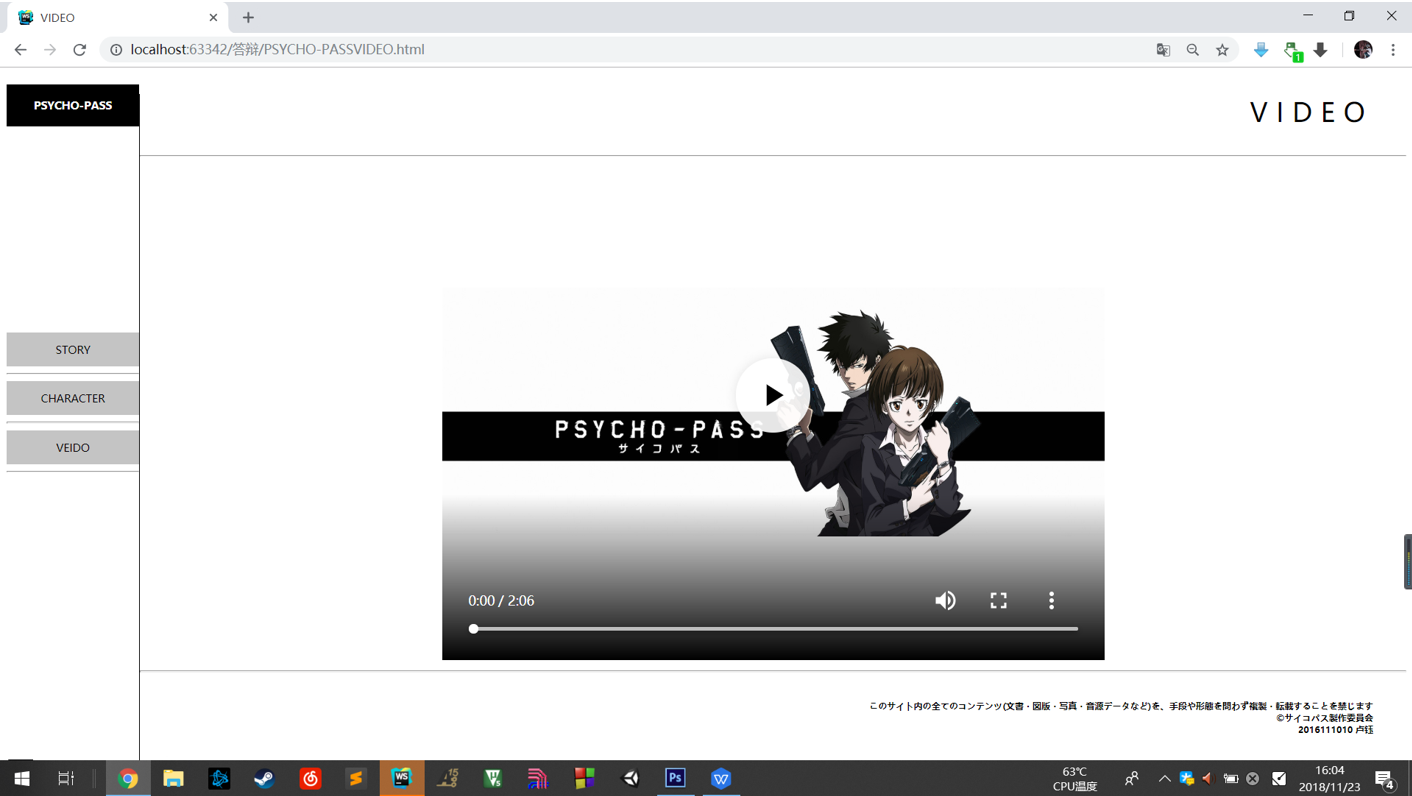 VIDEO
localhost:63342/答辩/PSYCHO-PASSVIDEO.html
1
PSYCHO-PASS
VIDEO
STORY
CHARACTER
VEIDO
PSYCHO-PASS
サイコパス
0:00 / 2:06
このサイト内の全てのコンテンツ(文書・図版・写真・音源データなど)を、手段や形態を問わず複製・転載することを禁じます
©サイコパス製作委員会
2016111010 卢钰
WS
15
Ps
W
63℃
CPU温度
16:04
2018/11/23
4